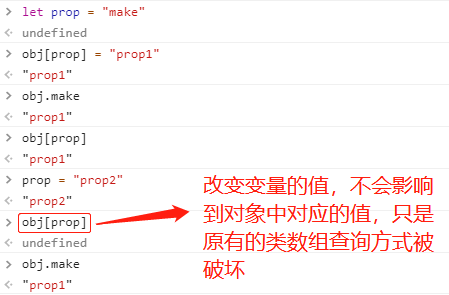 > let prop = "make"
< undefined
> obj[prop] = "prop1"
< "prop1"
> obj.make
< "prop1"
> obj[prop]
< "prop1"
> prop = "prop2"
< "prop2"
> obj[prop]
< undefined
> obj.make
< "prop1"
改变变量的值，不会影响
到对象中对应的值，只是
原有的类数组查询方式被
破坏